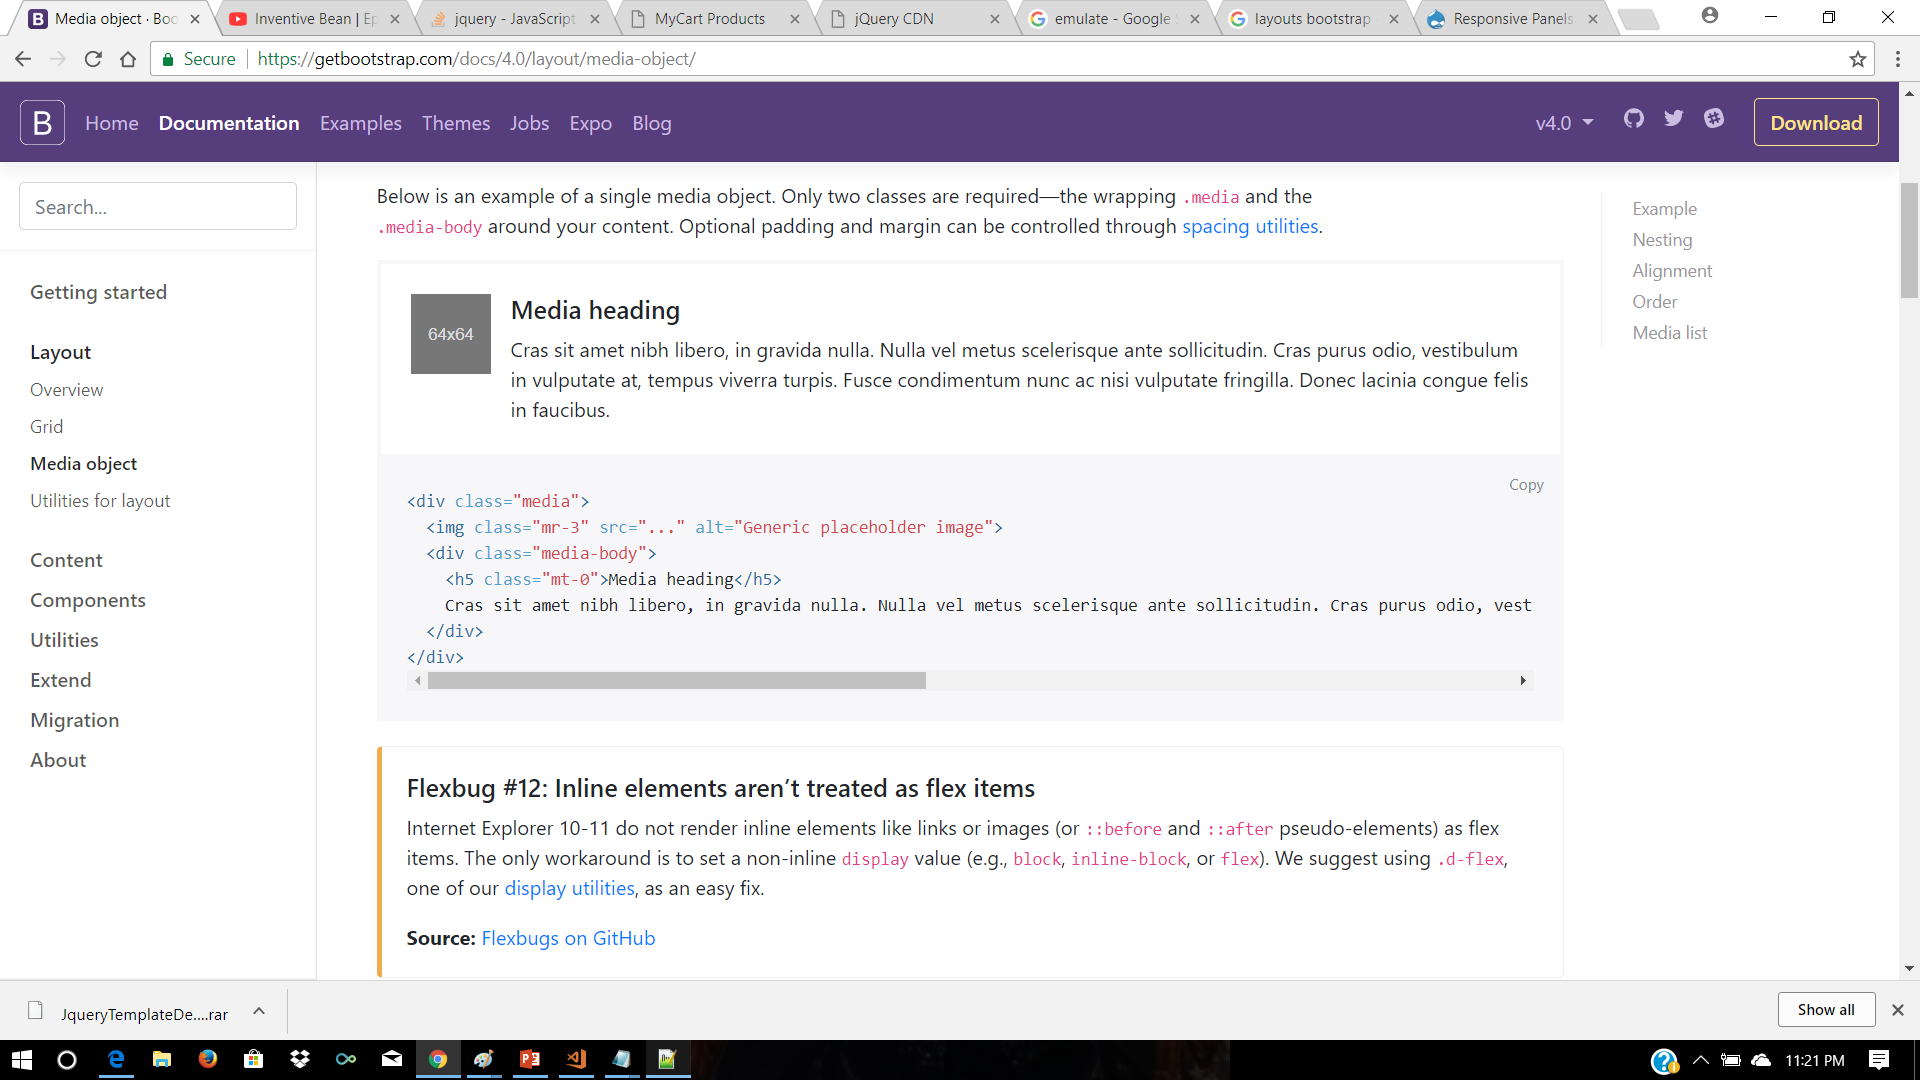 Media object · Boo
Inventive Bean | Ep
jquery - JavaScript
MyCart Products
jQuery CDN
emulate - Google S
layouts bootstrap
Responsive Panels
Secure
https://getbootstrap.com/docs/4.0/layout/media-object/
B Home Documentation Examples Themes Jobs Expo Blog v4.0 Download
Search...
Getting started
Layout
Overview
Grid
Media object
Utilities for layout
Content
Components
Utilities
Extend
Migration
About
Below is an example of a single media object. Only two classes are required—the wrapping .media and the
.media-body around your content. Optional padding and margin can be controlled through spacing utilities.
64x64
Media heading
Cras sit amet nibh libero, in gravida nulla. Nulla vel metus scelerisque ante sollicitudin. Cras purus odio, vestibulum
in vulputate at, tempus viverra turpis. Fusce condimentum nunc ac nisi vulputate fringilla. Donec lacinia congue felis
in faucibus.
Copy
<div class="media">
<img class="mr-3" src="..." alt="Generic placeholder image">
<div class="media-body">
<h5 class="mt-0">Media heading</h5>
Cras sit amet nibh libero, in gravida nulla. Nulla vel metus scelerisque ante sollicitudin. Cras purus odio, vest
</div>
</div>
Flexbug #12: Inline elements aren’t treated as flex items
Internet Explorer 10-11 do not render inline elements like links or images (or ::before and ::after pseudo-elements) as flex
items. The only workaround is to set a non-inline display value (e.g., block, inline-block, or flex). We suggest using .d-flex,
one of our display utilities, as an easy fix.
Source: Flexbugs on GitHub
Example
Nesting
Alignment
Order
Media list
JqueryTemplateDe....rar
Show all
11:21 PM